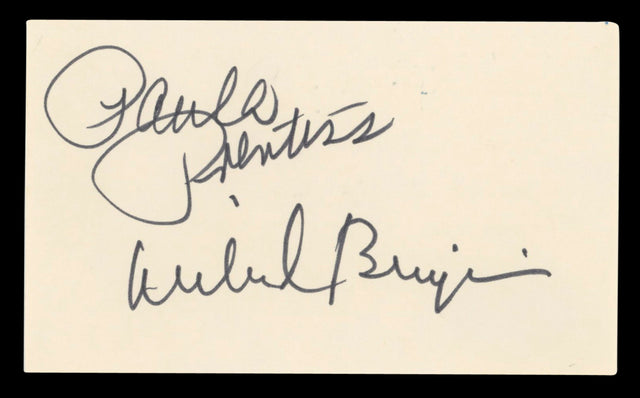 Paula
Prentiss
Richard Benjamin